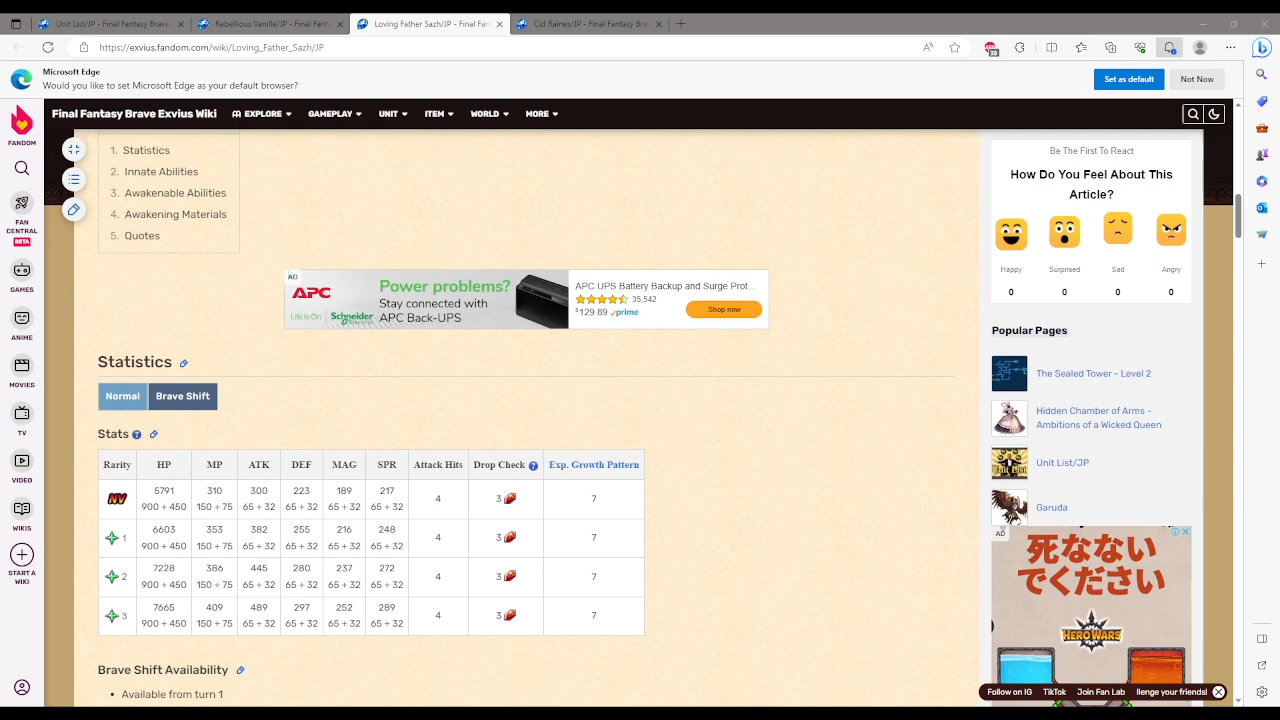 Unit List/JP - Final Fantasy Brave
Rebellious Vanille/JP - Final Fant
Loving Father Sazh/JP - Final Fan
Cid Raines/JP - Final Fantasy Bra
https://exvius.fandom.com/wiki/Loving_Father_Sazh/JP
Microsoft Edge
Would you like to set Microsoft Edge as your default browser?
Set as default
Not Now
Final Fantasy Brave Exvius Wiki
EXPLORE
GAMEPLAY
UNIT
ITEM
WORLD
MORE
FANDOM
FAN CENTRAL
BETA
GAMES
ANIME
MOVIES
TV
VIDEO
WIKIS
START A WIKI
1. Statistics
2. Innate Abilities
3. Awakenable Abilities
4. Awakening Materials
5. Quotes
AD
APC
Life Is On
Schneider
Electric
Power problems?
Stay connected with
APC Back-UPS
APC UPS Battery Backup and Surge Prot...
35,542
$129.89 prime
Shop now
Statistics
Normal
Brave Shift
Stats
Rarity HP MP ATK DEF MAG SPR Attack Hits Drop Check Exp. Growth Pattern
NV 5791 310 300 223 189 217 4 3 7
900 + 450 150 + 75 65 + 32 65 + 32 65 + 32 65 + 32
1 6603 353 382 255 216 248 4 3 7
900 + 450 150 + 75 65 + 32 65 + 32 65 + 32 65 + 32
2 7228 386 445 280 237 272 4 3 7
900 + 450 150 + 75 65 + 32 65 + 32 65 + 32 65 + 32
3 7665 409 489 297 252 289 4 3 7
900 + 450 150 + 75 65 + 32 65 + 32 65 + 32 65 + 32
Brave Shift Availability
• Available from turn 1
Be The First To React
How Do You Feel About This
Article?
Happy Surprised Sad Angry
0 0 0 0
Popular Pages
The Sealed Tower - Level 2
Hidden Chamber of Arms -
Ambitions of a Wicked Queen
Unit List/JP
Garuda
AD
死なない
でください
HERO WARS
Follow on IG TikTok Join Fan Lab llenge your friends!